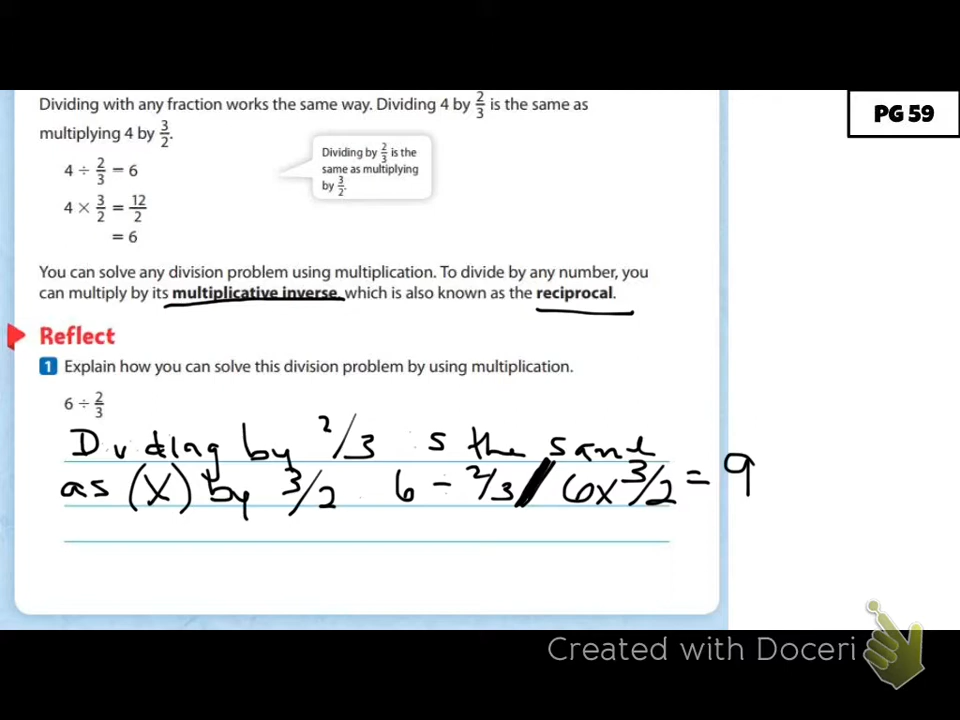 PG 59
Dividing with any fraction works the same way. Dividing 4 by 2/3 is the same as
multiplying 4 by 3/2.
4 ÷ 2/3 = 6
4 × 3/2 = 12/2
= 6
Dividing by 2/3 is the
same as multiplying
by 3/2.
You can solve any division problem using multiplication. To divide by any number, you
can multiply by its multiplicative inverse, which is also known as the reciprocal.
Reflect
1 Explain how you can solve this division problem by using multiplication.
6 ÷ 2/3
Dividing by 2/3 s the same
as (X) by 3/2 6 ÷ 2/3 / 6x3/2 = 9
Created with Doceri